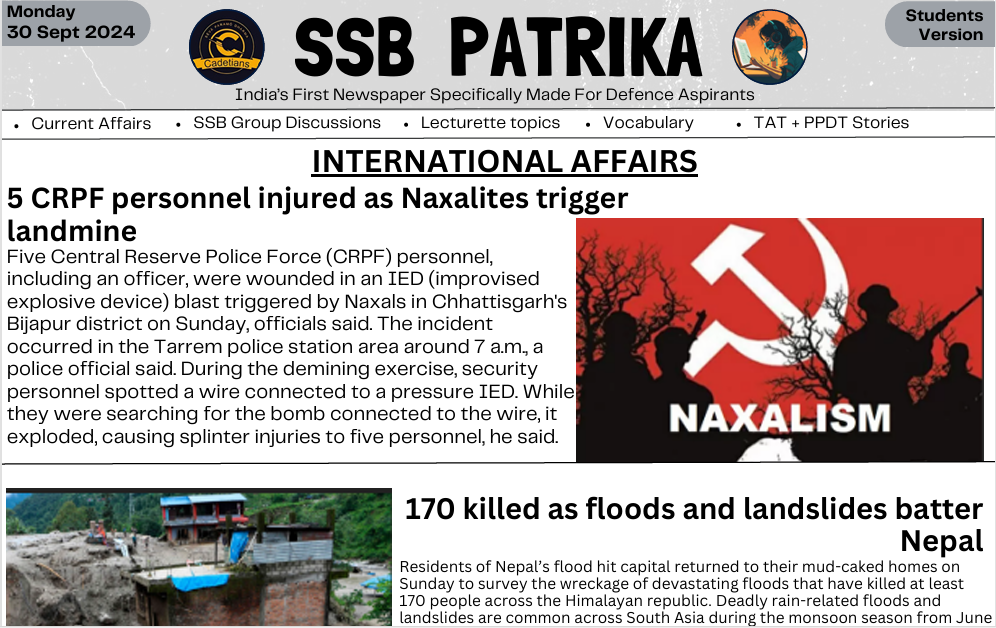 Monday
30 Sept 2024
Cadetians
SSB PATRIKA
Students
Version
India's First Newspaper Specifically Made For Defence Aspirants
• Current Affairs • SSB Group Discussions • Lecturette topics • Vocabulary • TAT + PPDT Stories
INTERNATIONAL AFFAIRS
5 CRPF personnel injured as Naxalites trigger
landmine
Five Central Reserve Police Force (CRPF) personnel,
including an officer, were wounded in an IED (improvised
explosive device) blast triggered by Naxals in Chhattisgarh's
Bijapur district on Sunday, officials said. The incident
occurred in the Tarrem police station area around 7 a.m., a
police official said. During the demining exercise, security
personnel spotted a wire connected to a pressure IED. While
they were searching for the bomb connected to the wire, it
exploded, causing splinter injuries to five personnel, he said.
NAXALISM
170 killed as floods and landslides batter
Nepal
Residents of Nepal's flood hit capital returned to their mud-caked homes on
Sunday to survey the wreckage of devastating floods that have killed at least
170 people across the Himalayan republic. Deadly rain-related floods and
landslides are common across South Asia during the monsoon season from June